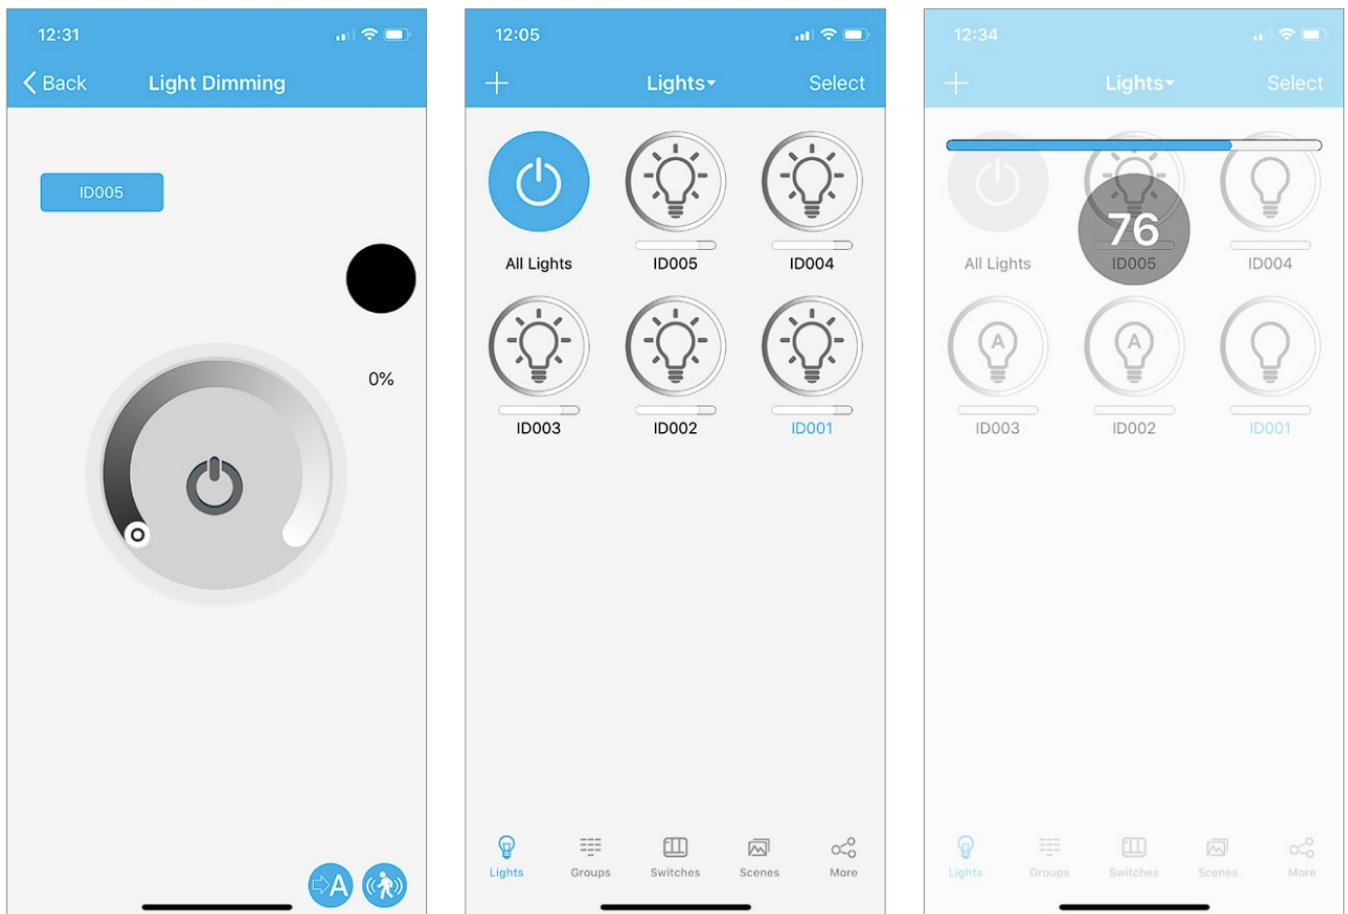 12:31
Back Light Dimming
ID005
0%
A
12:05
Lights Select
All Lights ID005 ID004
ID003 ID002 ID001
Lights Groups Switches Scenes More
12:34
Lights Select
76
All Lights ID005 ID004
A A
ID003 ID002 ID001
Lights Groups Switches Scenes More